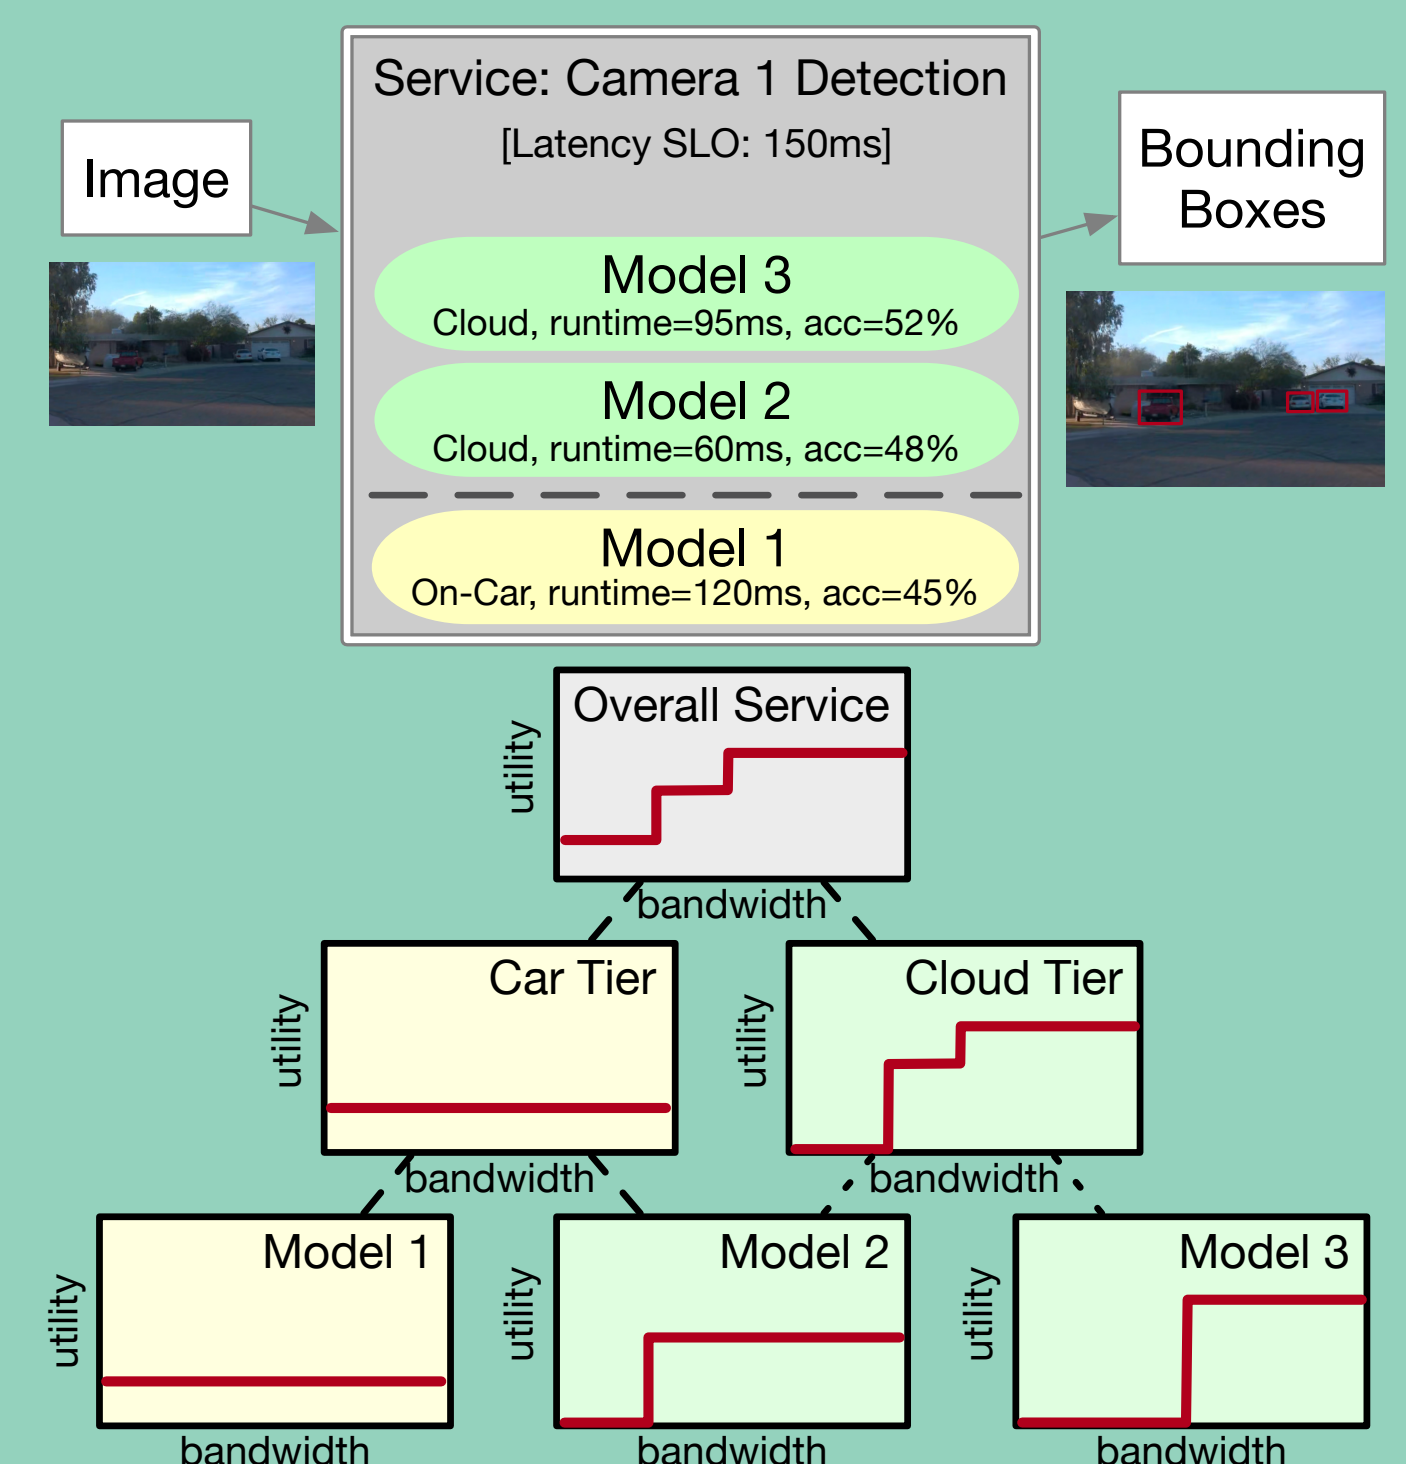 Service: Camera 1 Detection
[Latency SLO: 150ms]
Image
Bounding
Boxes
Model 3
Cloud, runtime=95ms, acc=52%
Model 2
Cloud, runtime=60ms, acc=48%
Model 1
On-Car, runtime=120ms, acc=45%
Overall Service
utility
bandwidth
Car Tier
utility
bandwidth
Cloud Tier
utility
bandwidth
Model 1
utility
bandwidth
Model 2
utility
bandwidth
Model 3
utility
bandwidth